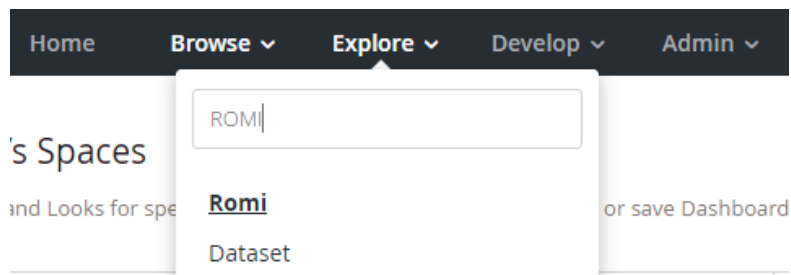 Home Browse Explore Develop Admin
ROMI
's Spaces
Romi
and Looks for spe or save Dashboard
Dataset